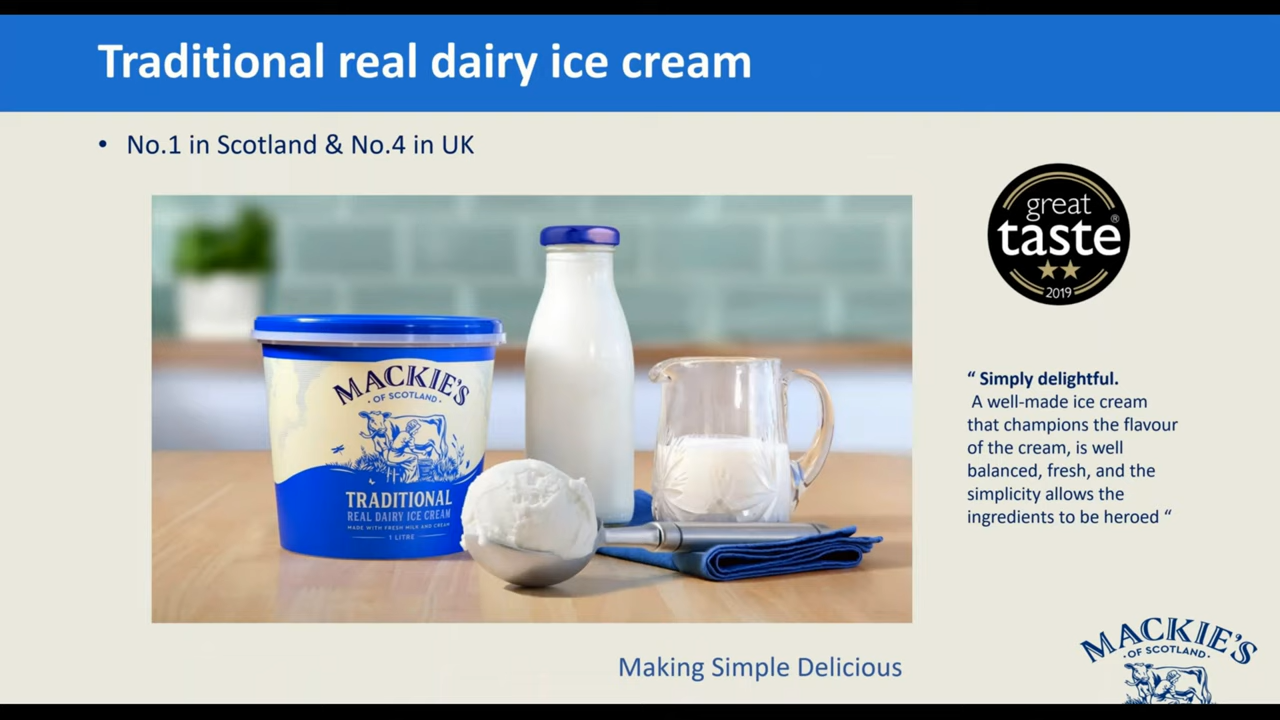 Traditional real dairy ice cream
• No.1 in Scotland & No.4 in UK
great
taste®
2019
MACKIE'S
· OF SCOTLAND ·
TRADITIONAL
REAL DAIRY ICE CREAM
MADE WITH FRESH MILK AND CREAM
1 LITRE
“ Simply delightful.
A well-made ice cream
that champions the flavour
of the cream, is well
balanced, fresh, and the
simplicity allows the
ingredients to be heroed “
Making Simple Delicious
MACKIE'S
· OF SCOTLAND ·